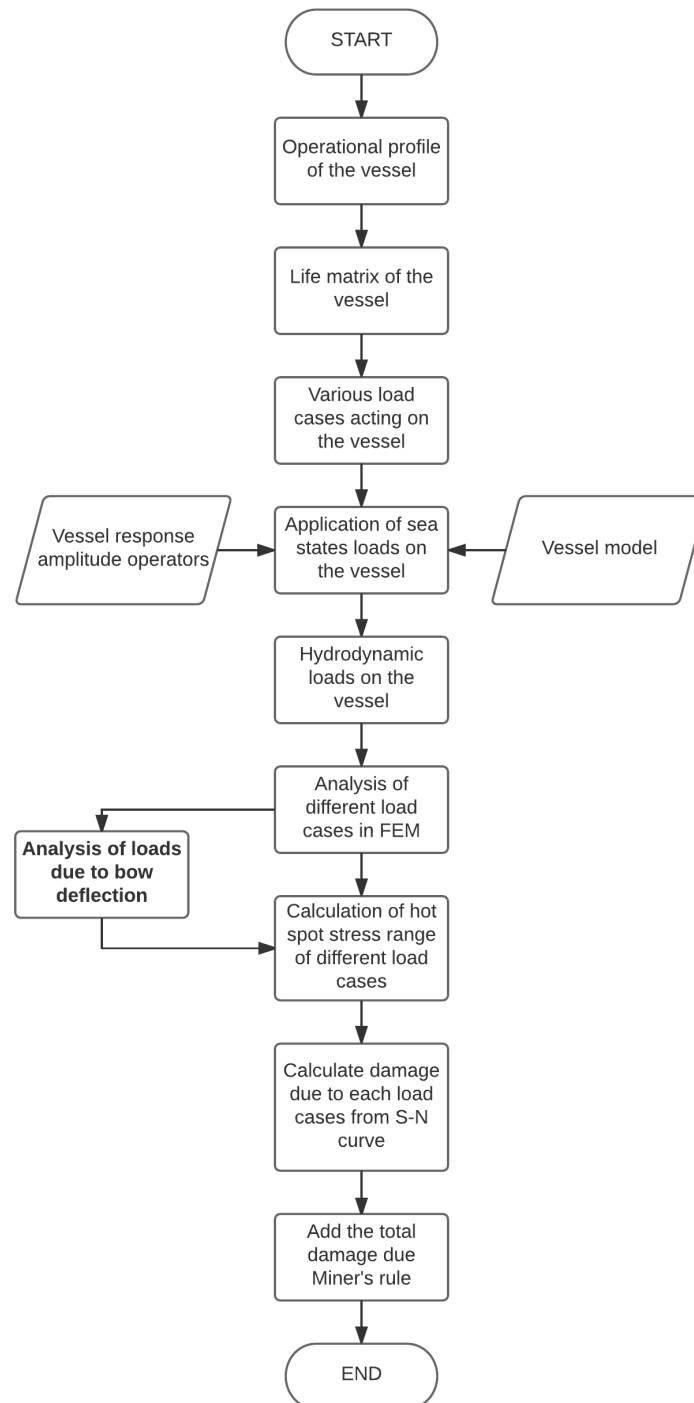 START
Operational profile
of the vessel
Life matrix of the
vessel
Various load
cases acting on
the vessel
Vessel response
amplitude operators
Application of sea
states loads on
the vessel
Vessel model
Hydrodynamic
loads on the
vessel
Analysis of
different load
cases in FEM
Analysis of loads
due to bow
deflection
Calculation of hot
spot stress range
of different load
cases
Calculate damage
due to each load
cases from S-N
curve
Add the total
damage due
Miner's rule
END